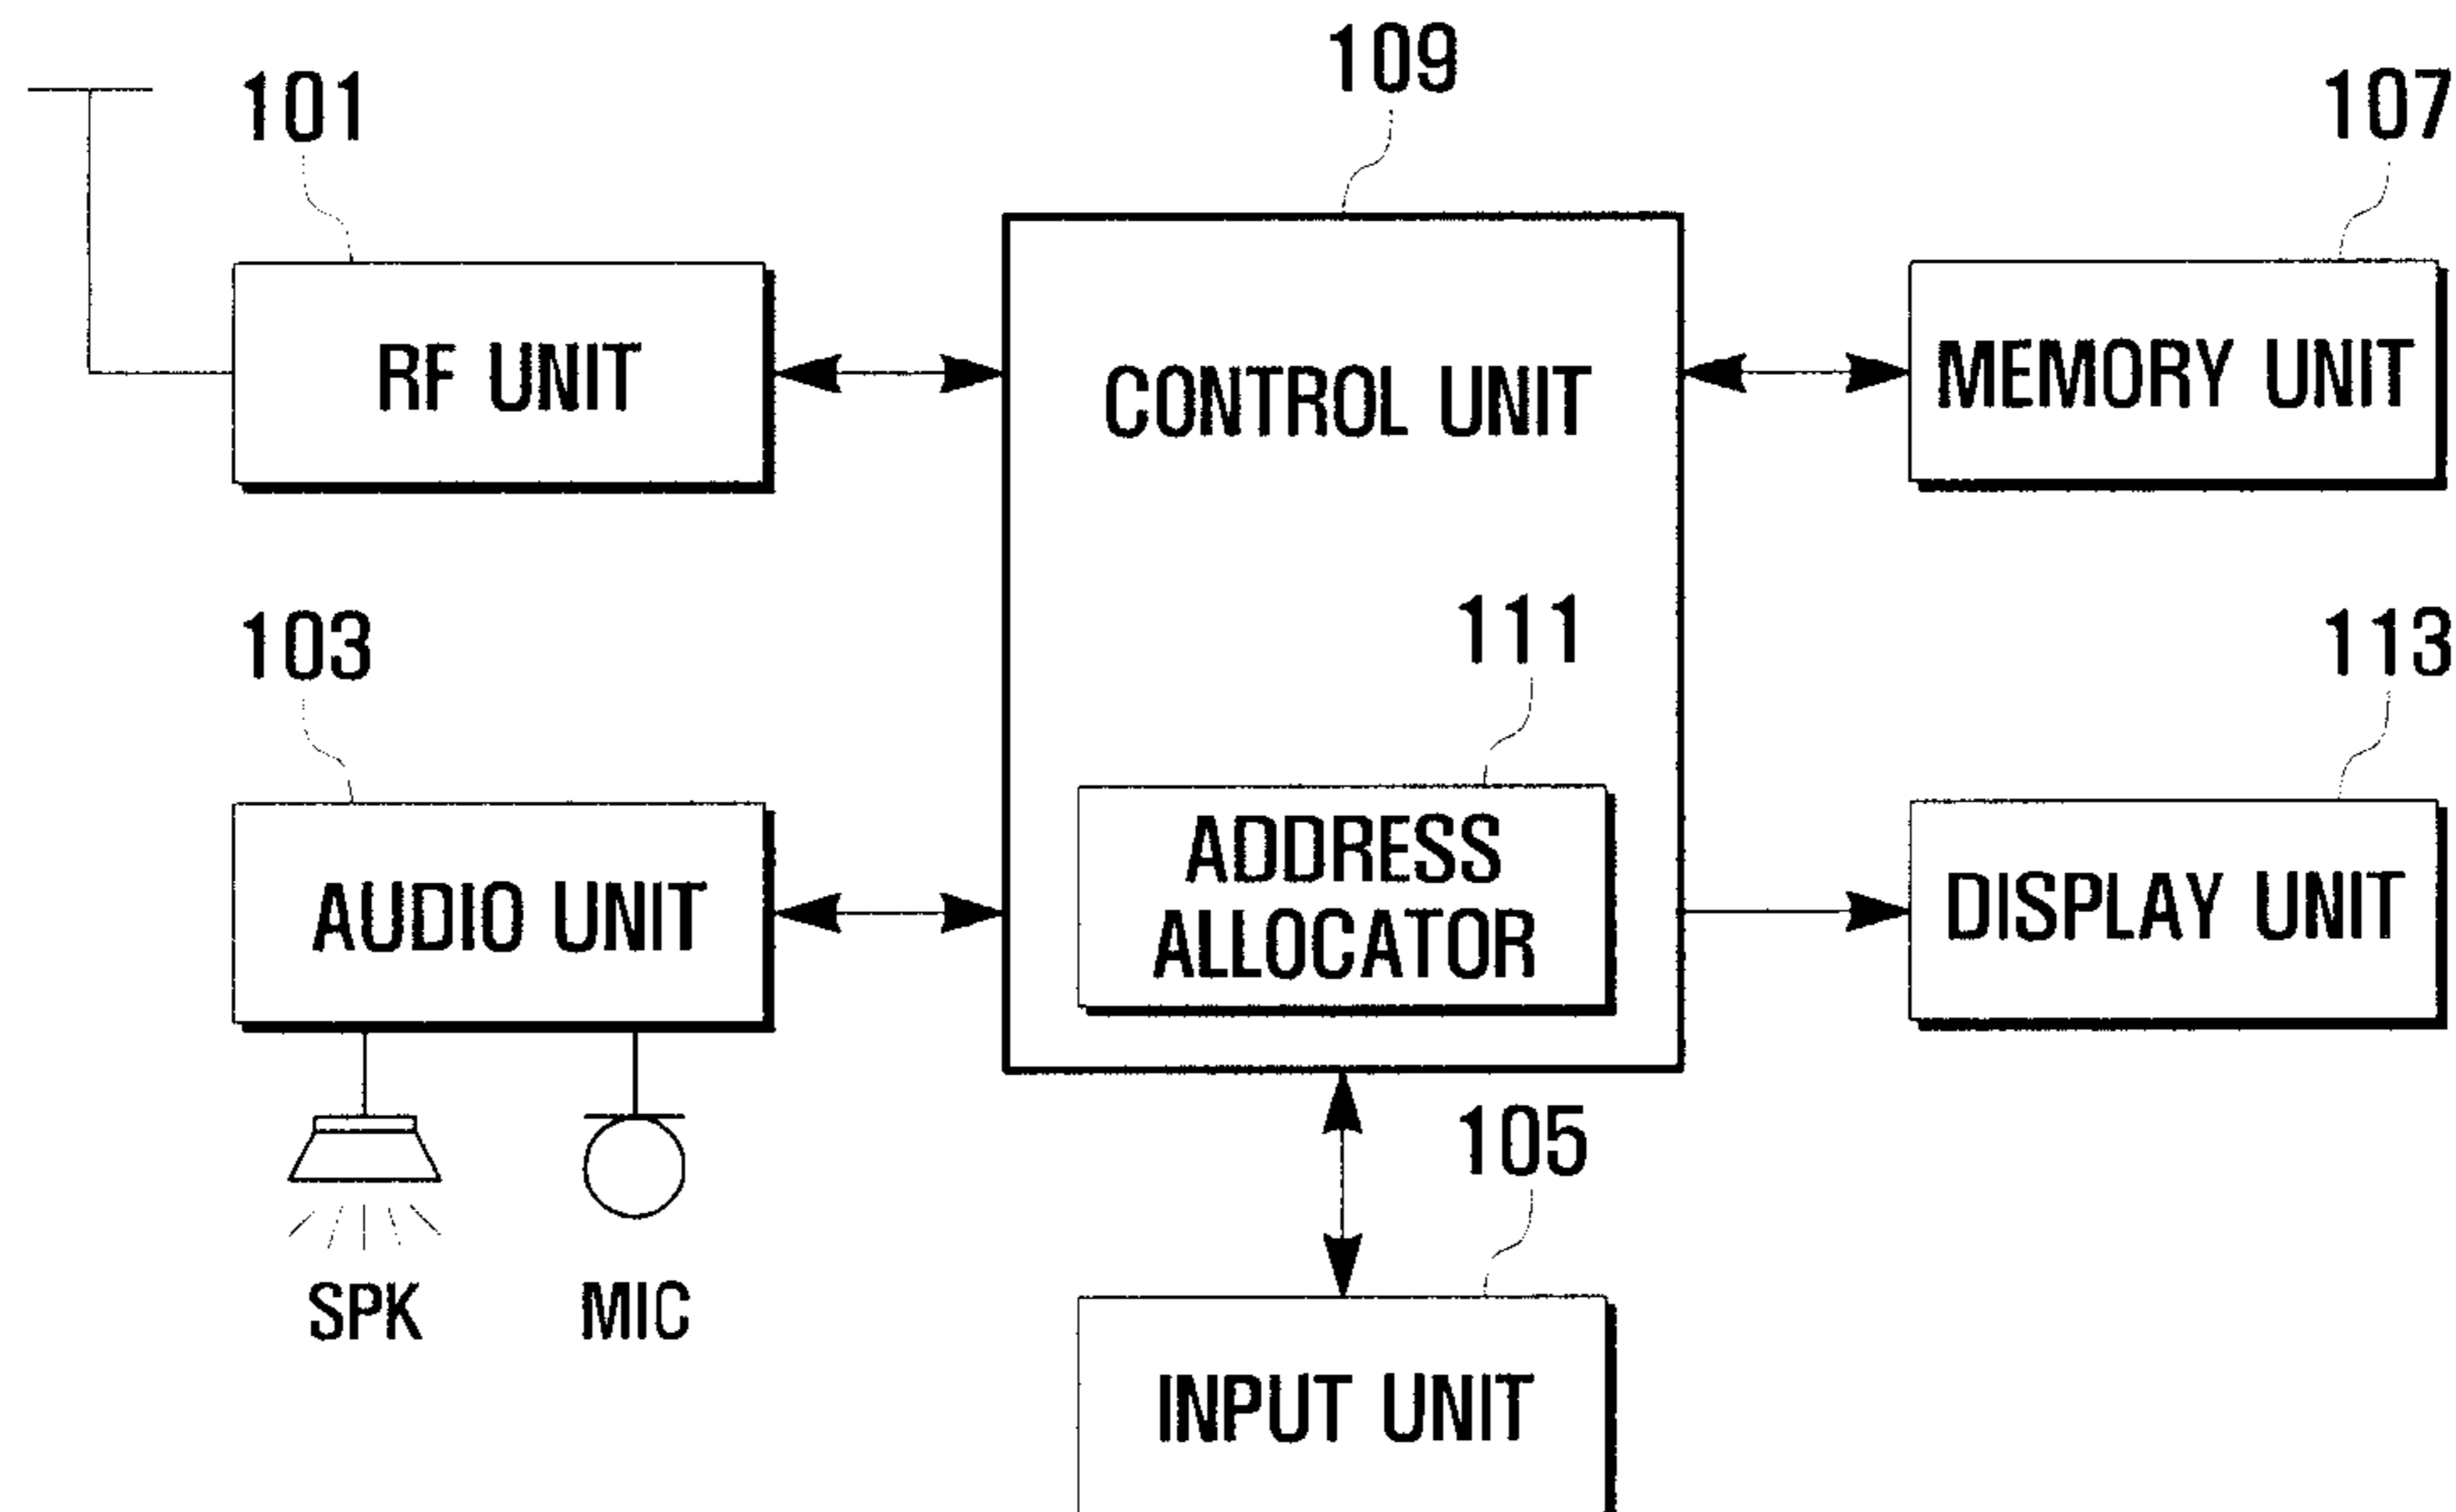 109
101
107
RF UNIT
CONTROL UNIT
MEMORY UNIT
103
111
113
AUDIO UNIT
ADDRESS
ALLOCATOR
DISPLAY UNIT
105
SPK
MIC
INPUT UNIT